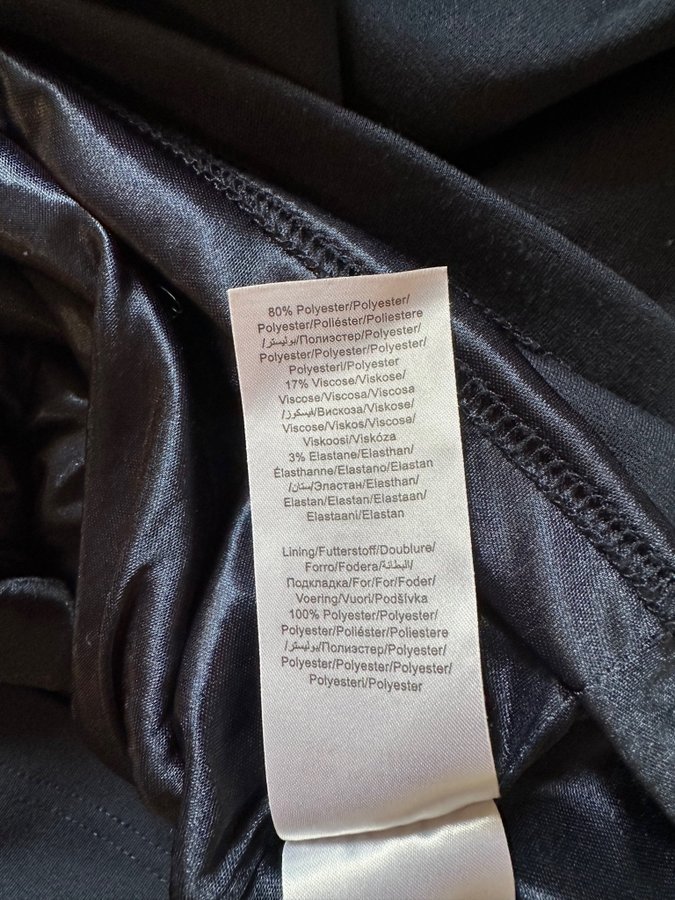 80% Polyester/Polyester/
Polyester/Poliéster/Poliestere
/بوليستر/Полиэстер/Polyester/
Polyester/Polyester/Polyester/
Polyesteri/Polyester
17% Viscose/Viskose/
Viscose/Viscosa/Viscosa
/فيسكوز/Вискоза/Viskose/
Viscose/Viskos/Viscose/
Viskoosi/Viskóza
3% Elastane/Elasthan/
Élasthanne/Elastano/Elastan
/ستان/Эластан/Elasthan/
Elastan/Elastan/Elastaan/
Elastaani/Elastan
Lining/Futterstoff/Doublure/
Forro/Fodera/البطانة/
Подкладка/For/For/Foder/
Voering/Vuori/Podšívka
100% Polyester/Polyester/
Polyester/Poliéster/Poliestere
/بوليستر/Полиэстер/Polyester/
Polyester/Polyester/Polyester/
Polyesteri/Polyester